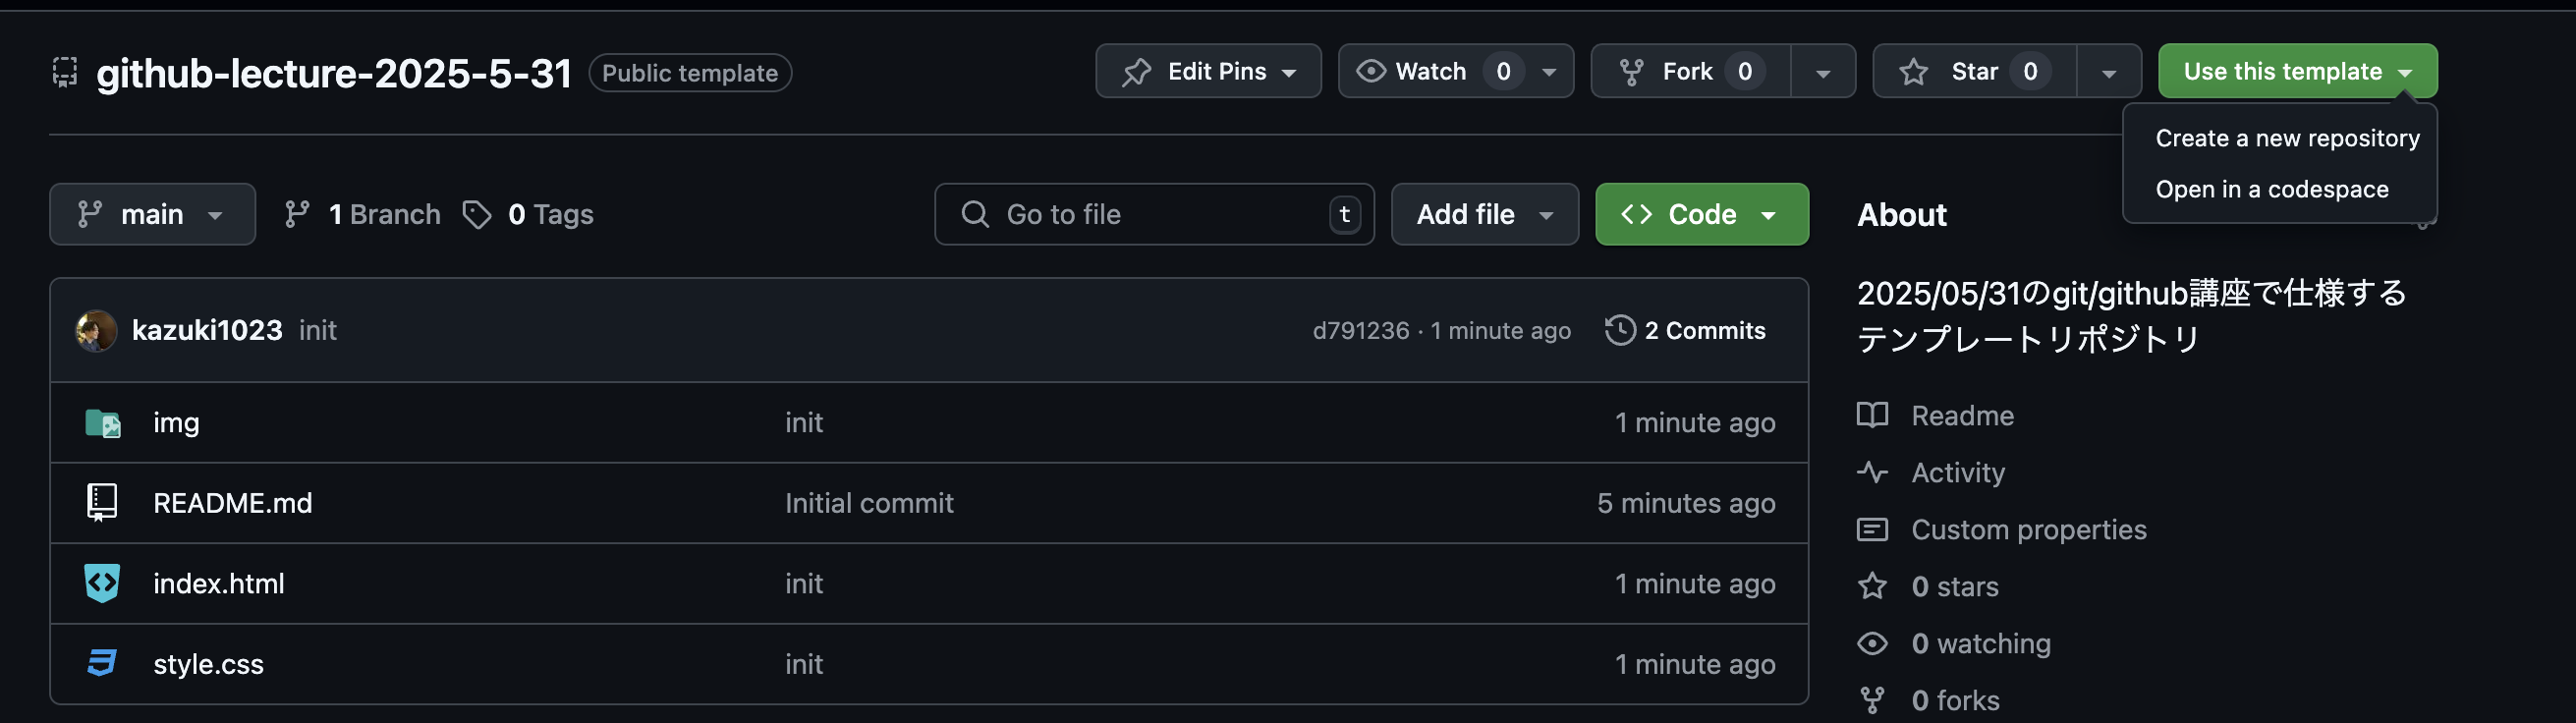 github-lecture-2025-5-31 Public template Edit Pins Watch 0 Fork 0 Star 0 Use this template
Create a new repository
Open in a codespace
main 1 Branch 0 Tags Go to file t Add file Code
kazuki1023 init d791236 · 1 minute ago 2 Commits
img init 1 minute ago
README.md Initial commit 5 minutes ago
index.html init 1 minute ago
style.css init 1 minute ago
About
2025/05/31のgit/github講座で仕様する
テンプレートリポジトリ
Readme
Activity
Custom properties
0 stars
0 watching
0 forks